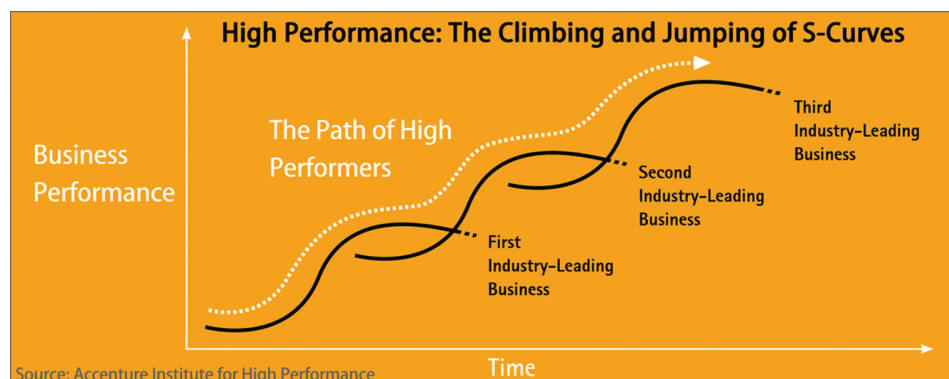 High Performance: The Climbing and Jumping of S-Curves
The Path of High
Performers
Business
Performance
Third
Industry-Leading
Business
Second
Industry-Leading
Business
First
Industry-Leading
Business
Time
Source: Accenture Institute for High Performance